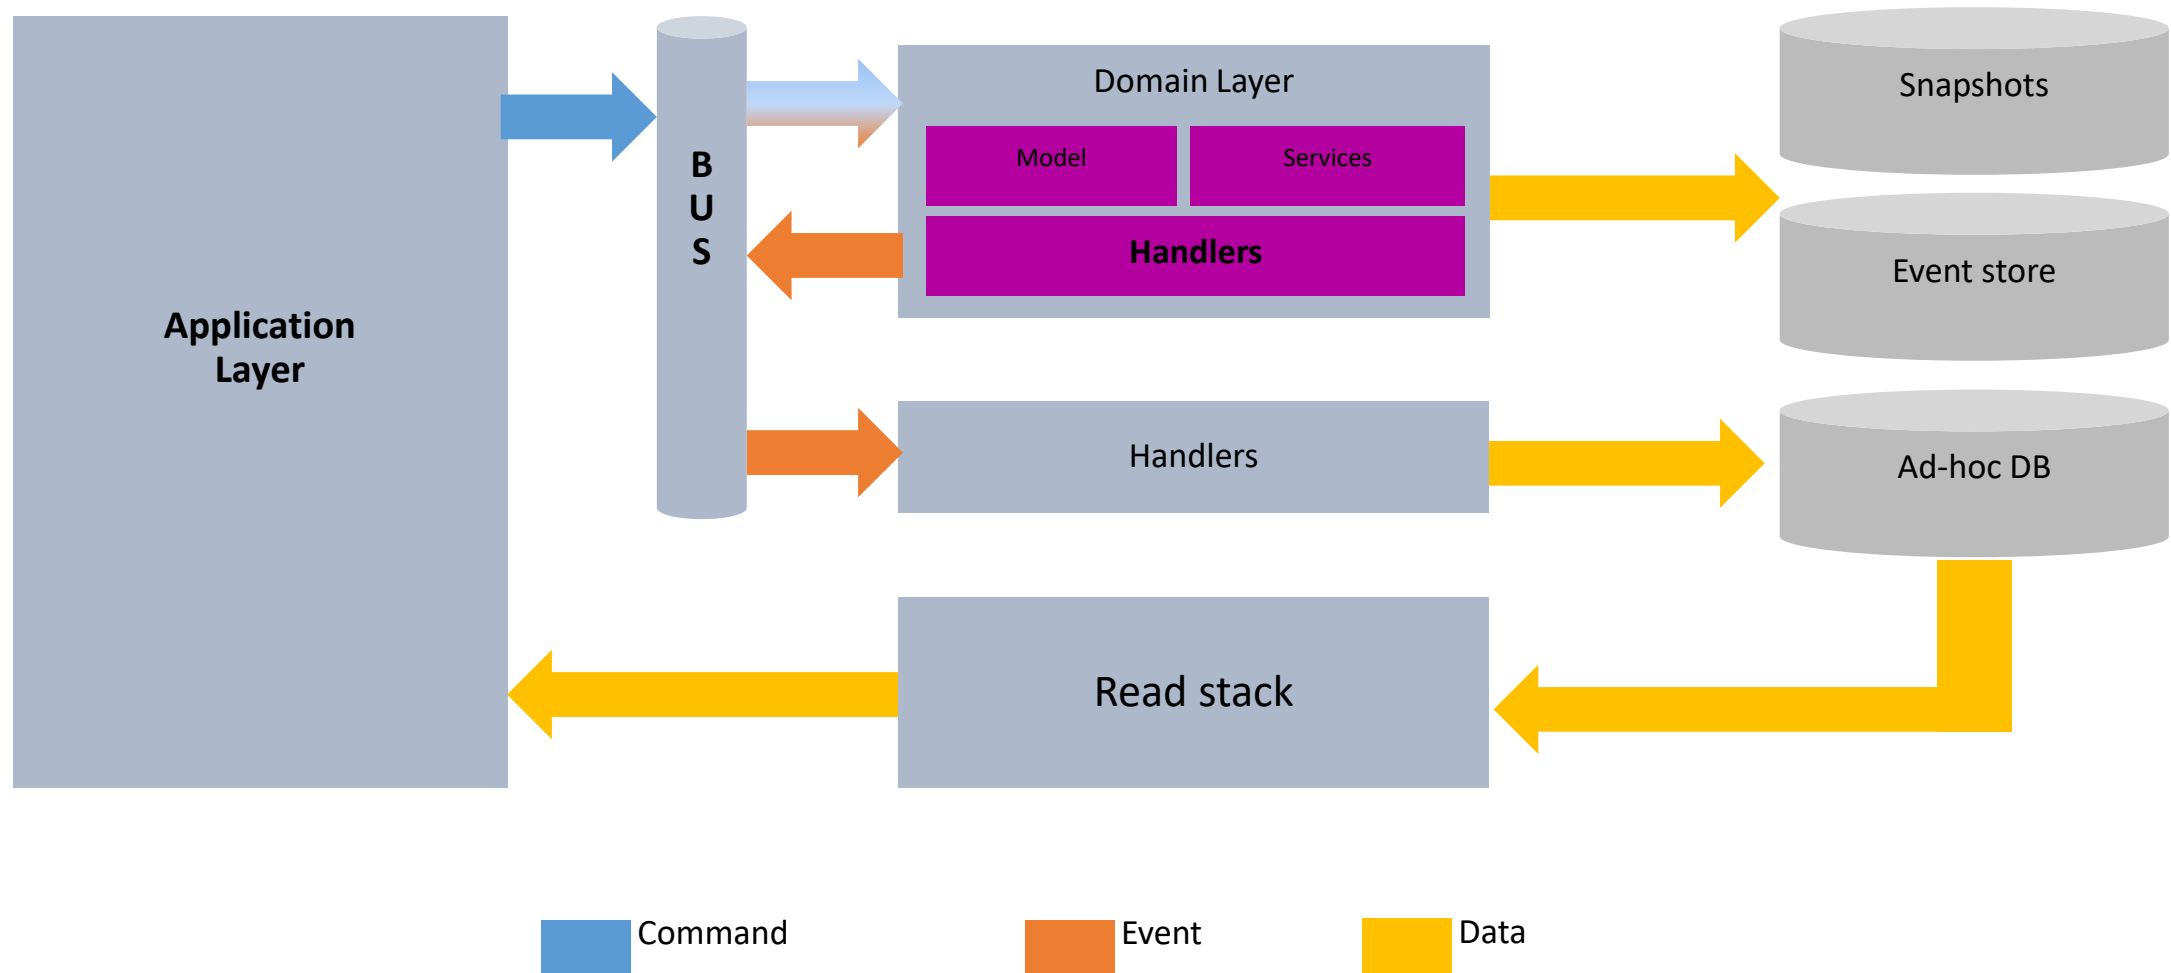 Application
Layer
B
U
S
Domain Layer
Model
Services
Handlers
Snapshots
Event store
Handlers
Ad-hoc DB
Read stack
Command
Event
Data